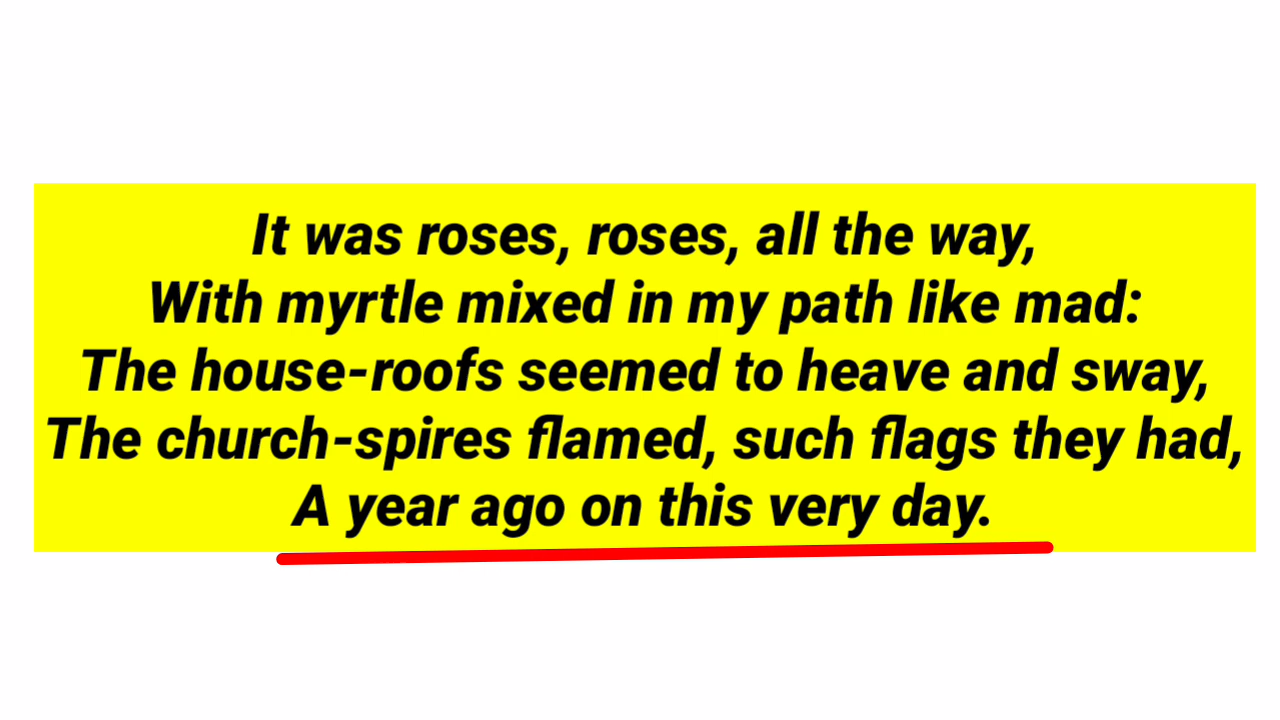 It was roses, roses, all the way,
With myrtle mixed in my path like mad:
The house-roofs seemed to heave and sway,
The church-spires flamed, such flags they had,
A year ago on this very day.